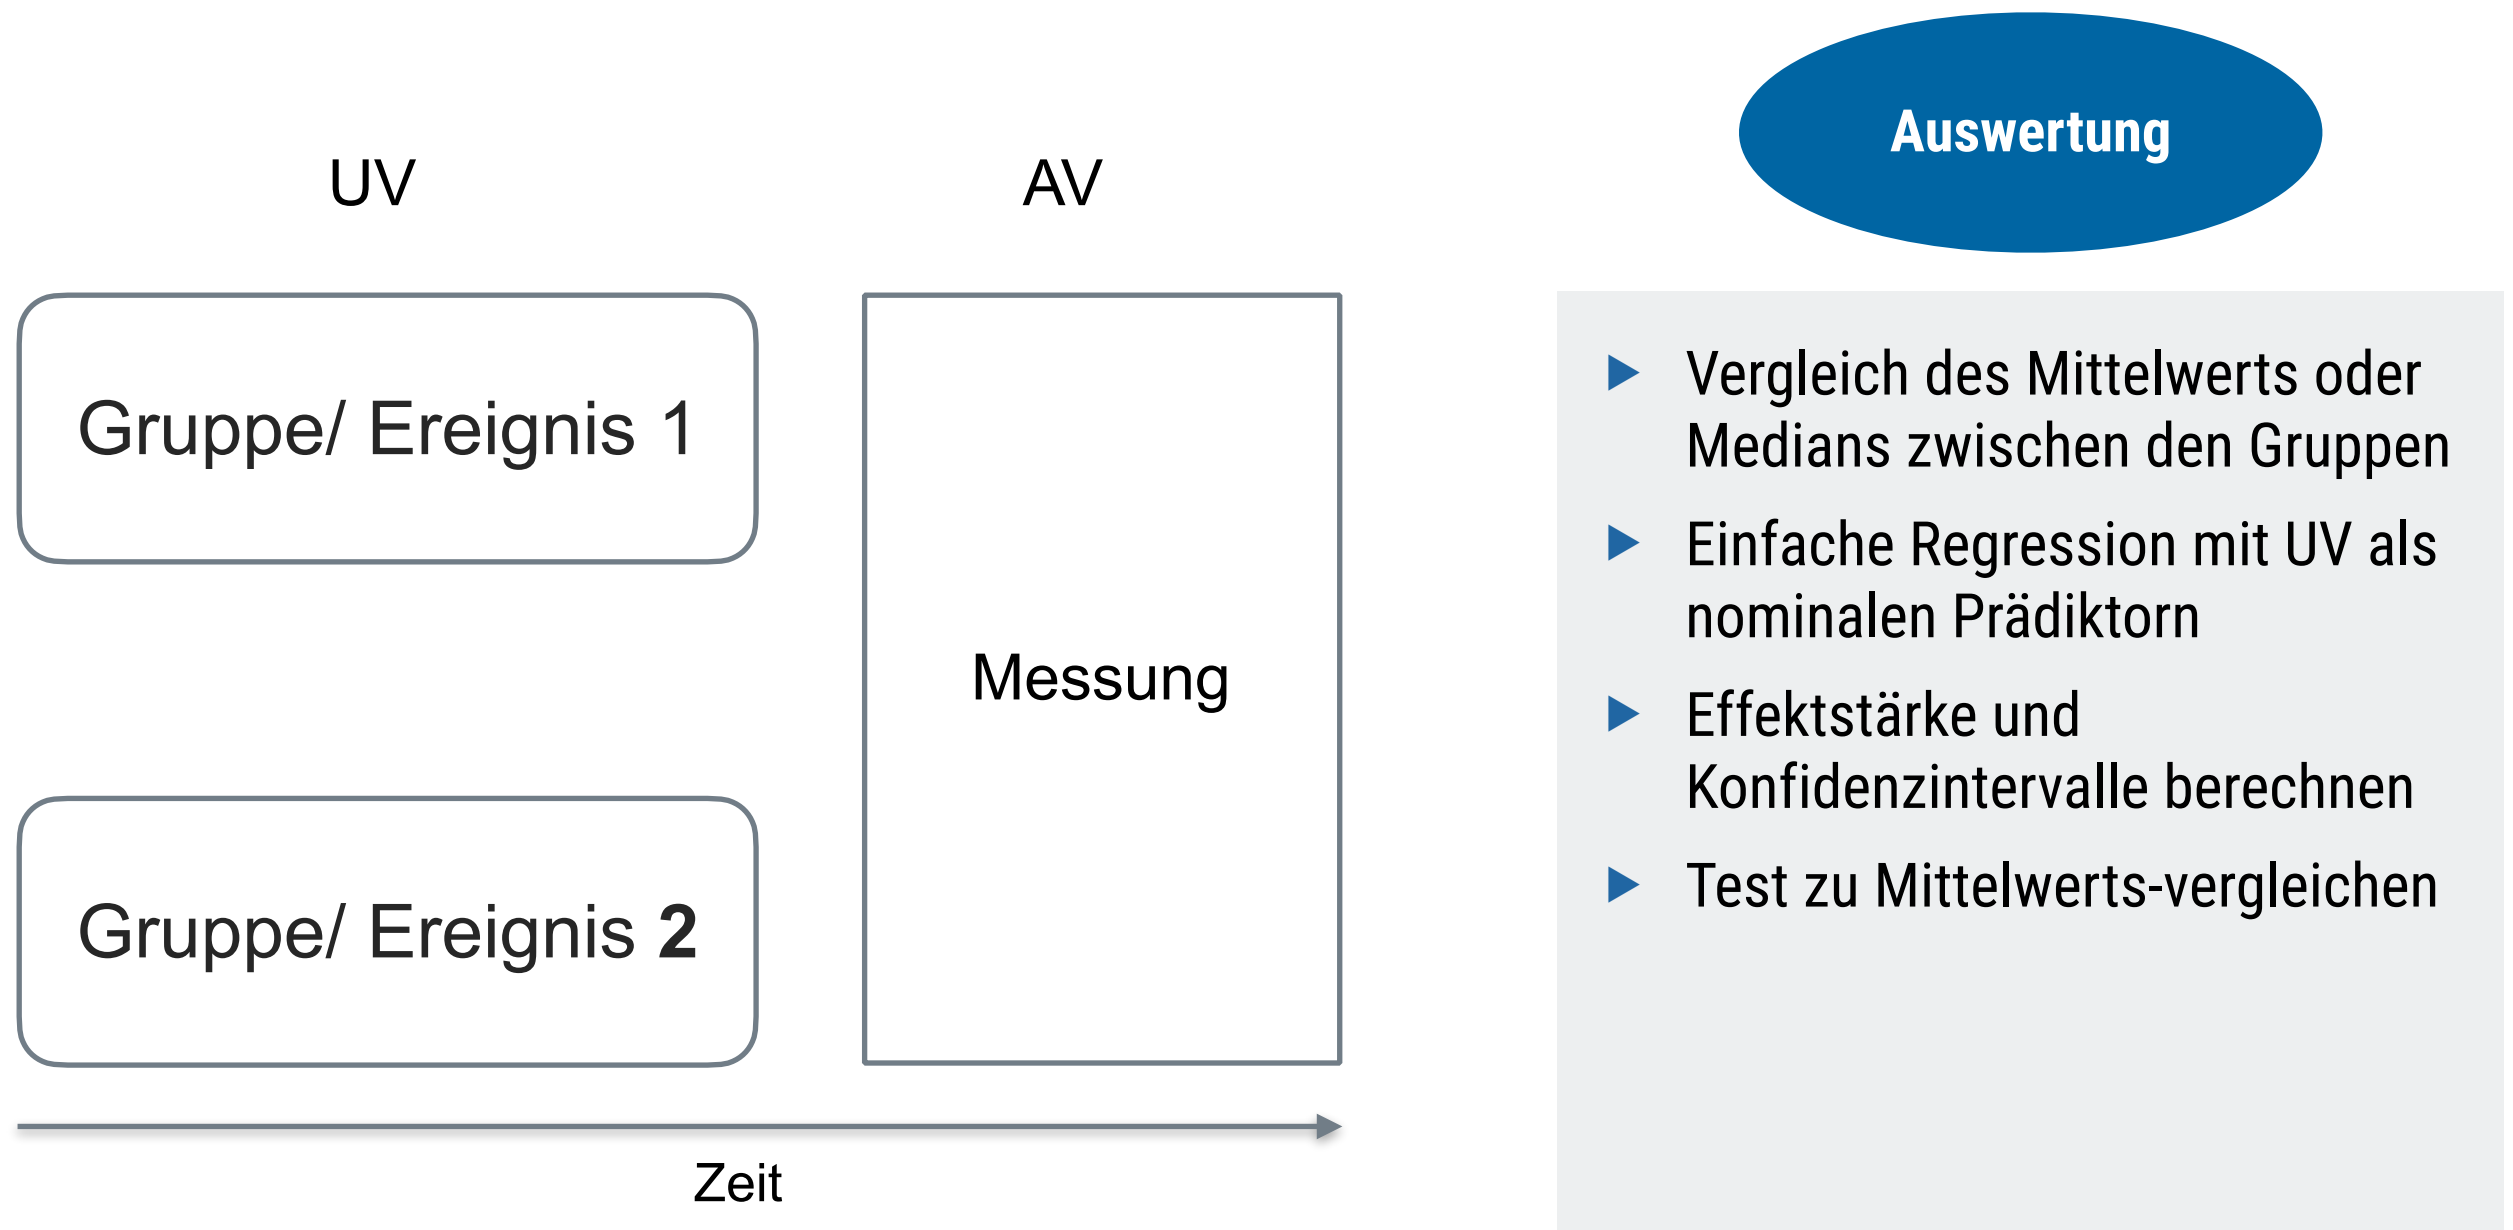 UV
AV
Gruppe/ Ereignis 1
Messung
Gruppe/ Ereignis 2
Zeit
Auswertung
Vergleich des Mittelwerts oder
Medians zwischen den Gruppen
Einfache Regression mit UV als
nominalen Prädiktorn
Effektstärke und
Konfidenzintervalle berechnen
Test zu Mittelwerts-vergleichen